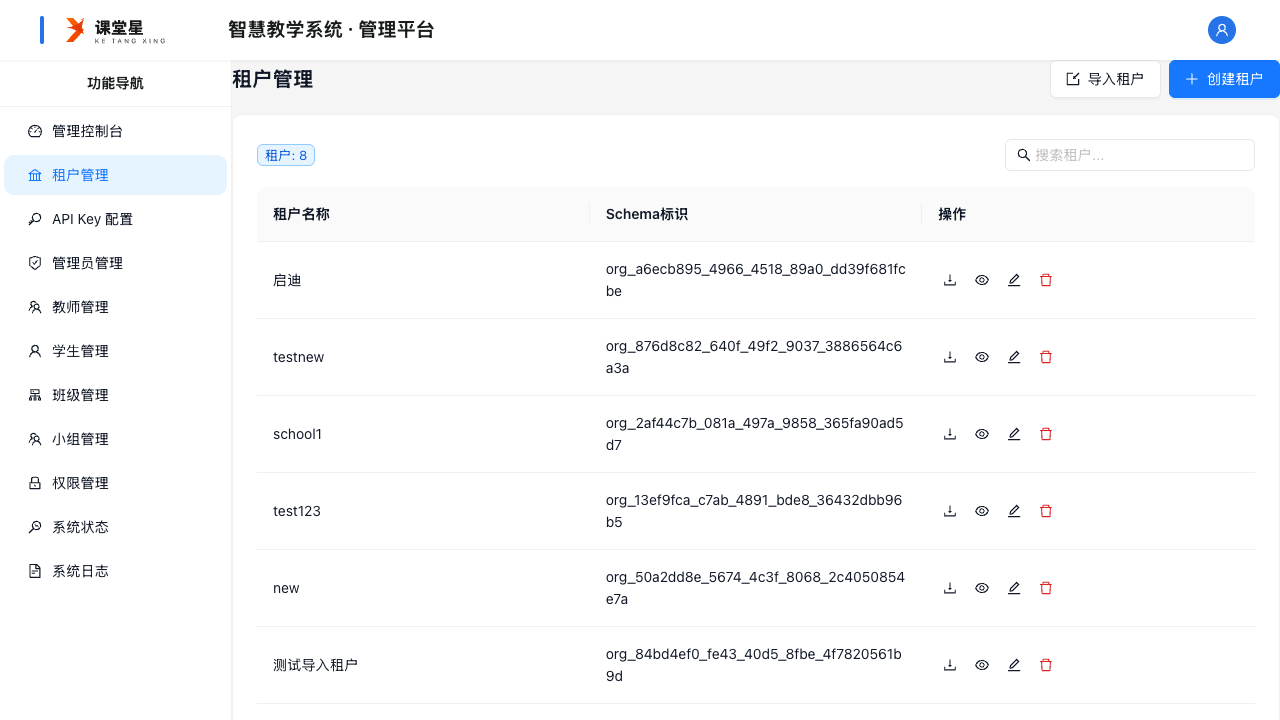 课堂星
KE TANG XING
智慧教学系统 · 管理平台
功能导航
管理控制台
租户管理
API Key 配置
管理员管理
教师管理
学生管理
班级管理
小组管理
权限管理
系统状态
系统日志
租户管理
导入租户
创建租户
租户: 8
搜索租户...
租户名称 Schema标识 操作
启迪
org_a6ecb895_4966_4518_89a0_dd39f681fc
be
testnew
org_876d8c82_640f_49f2_9037_3886564c6
a3a
school1
org_2af44c7b_081a_497a_9858_365fa90ad5
d7
test123
org_13ef9fca_c7ab_4891_bde8_36432dbb96
b5
new
org_50a2dd8e_5674_4c3f_8068_2c4050854
e7a
测试导入租户
org_84bd4ef0_fe43_40d5_8fbe_4f7820561b
9d